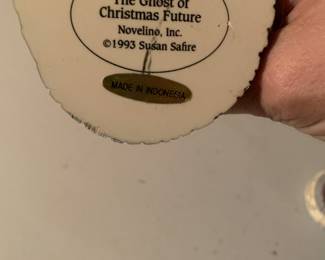 The Ghost of
Christmas Future
Novelino, Inc.
©1993 Susan Safire
MADE IN INDONESIA